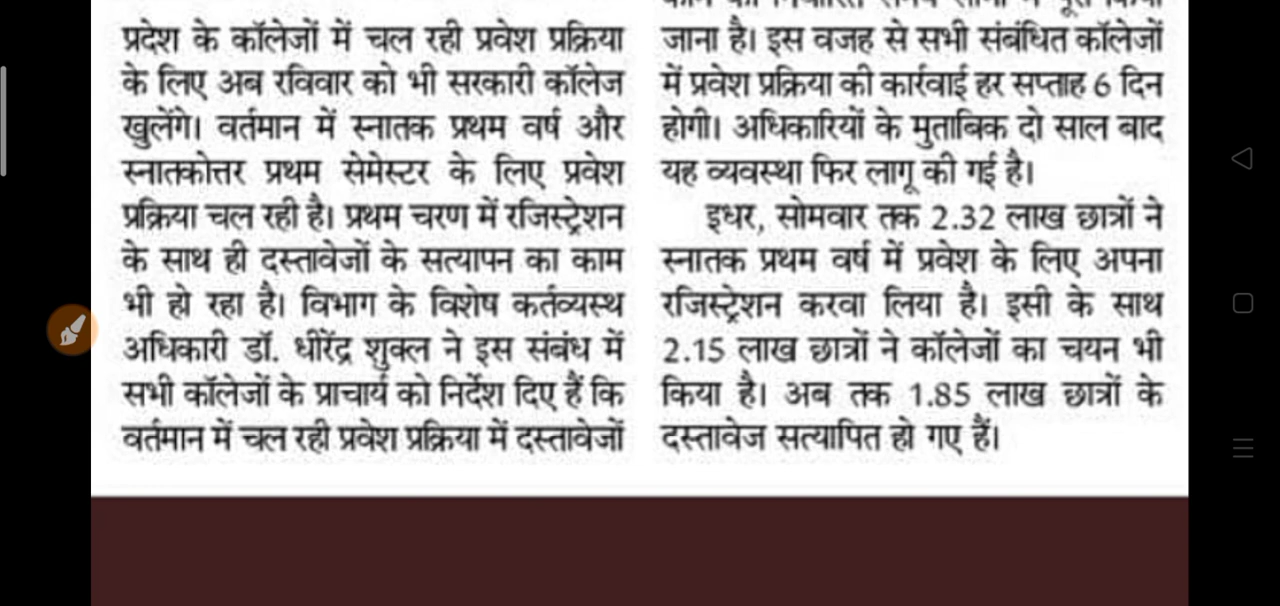 प्रदेश के कॉलेजों में चल रही प्रवेश प्रक्रिया
के लिए अब रविवार को भी सरकारी कॉलेज
खुलेंगे। वर्तमान में स्नातक प्रथम वर्ष और
स्नातकोत्तर प्रथम सेमेस्टर के लिए प्रवेश
प्रक्रिया चल रही है। प्रथम चरण में रजिस्ट्रेशन
के साथ ही दस्तावेजों के सत्यापन का काम
भी हो रहा है। विभाग के विशेष कर्तव्यस्थ
अधिकारी डॉ. धीरेंद्र शुक्ल ने इस संबंध में
सभी कॉलेजों के प्राचार्य को निर्देश दिए हैं कि
वर्तमान में चल रही प्रवेश प्रक्रिया में दस्तावेजों
जाना है। इस वजह से सभी संबंधित कॉलेजों
में प्रवेश प्रक्रिया की कार्रवाई हर सप्ताह 6 दिन
होगी। अधिकारियों के मुताबिक दो साल बाद
यह व्यवस्था फिर लागू की गई है।
इधर, सोमवार तक 2.32 लाख छात्रों ने
स्नातक प्रथम वर्ष में प्रवेश के लिए अपना
रजिस्ट्रेशन करवा लिया है। इसी के साथ
2.15 लाख छात्रों ने कॉलेजों का चयन भी
किया है। अब तक 1.85 लाख छात्रों के
दस्तावेज सत्यापित हो गए हैं।